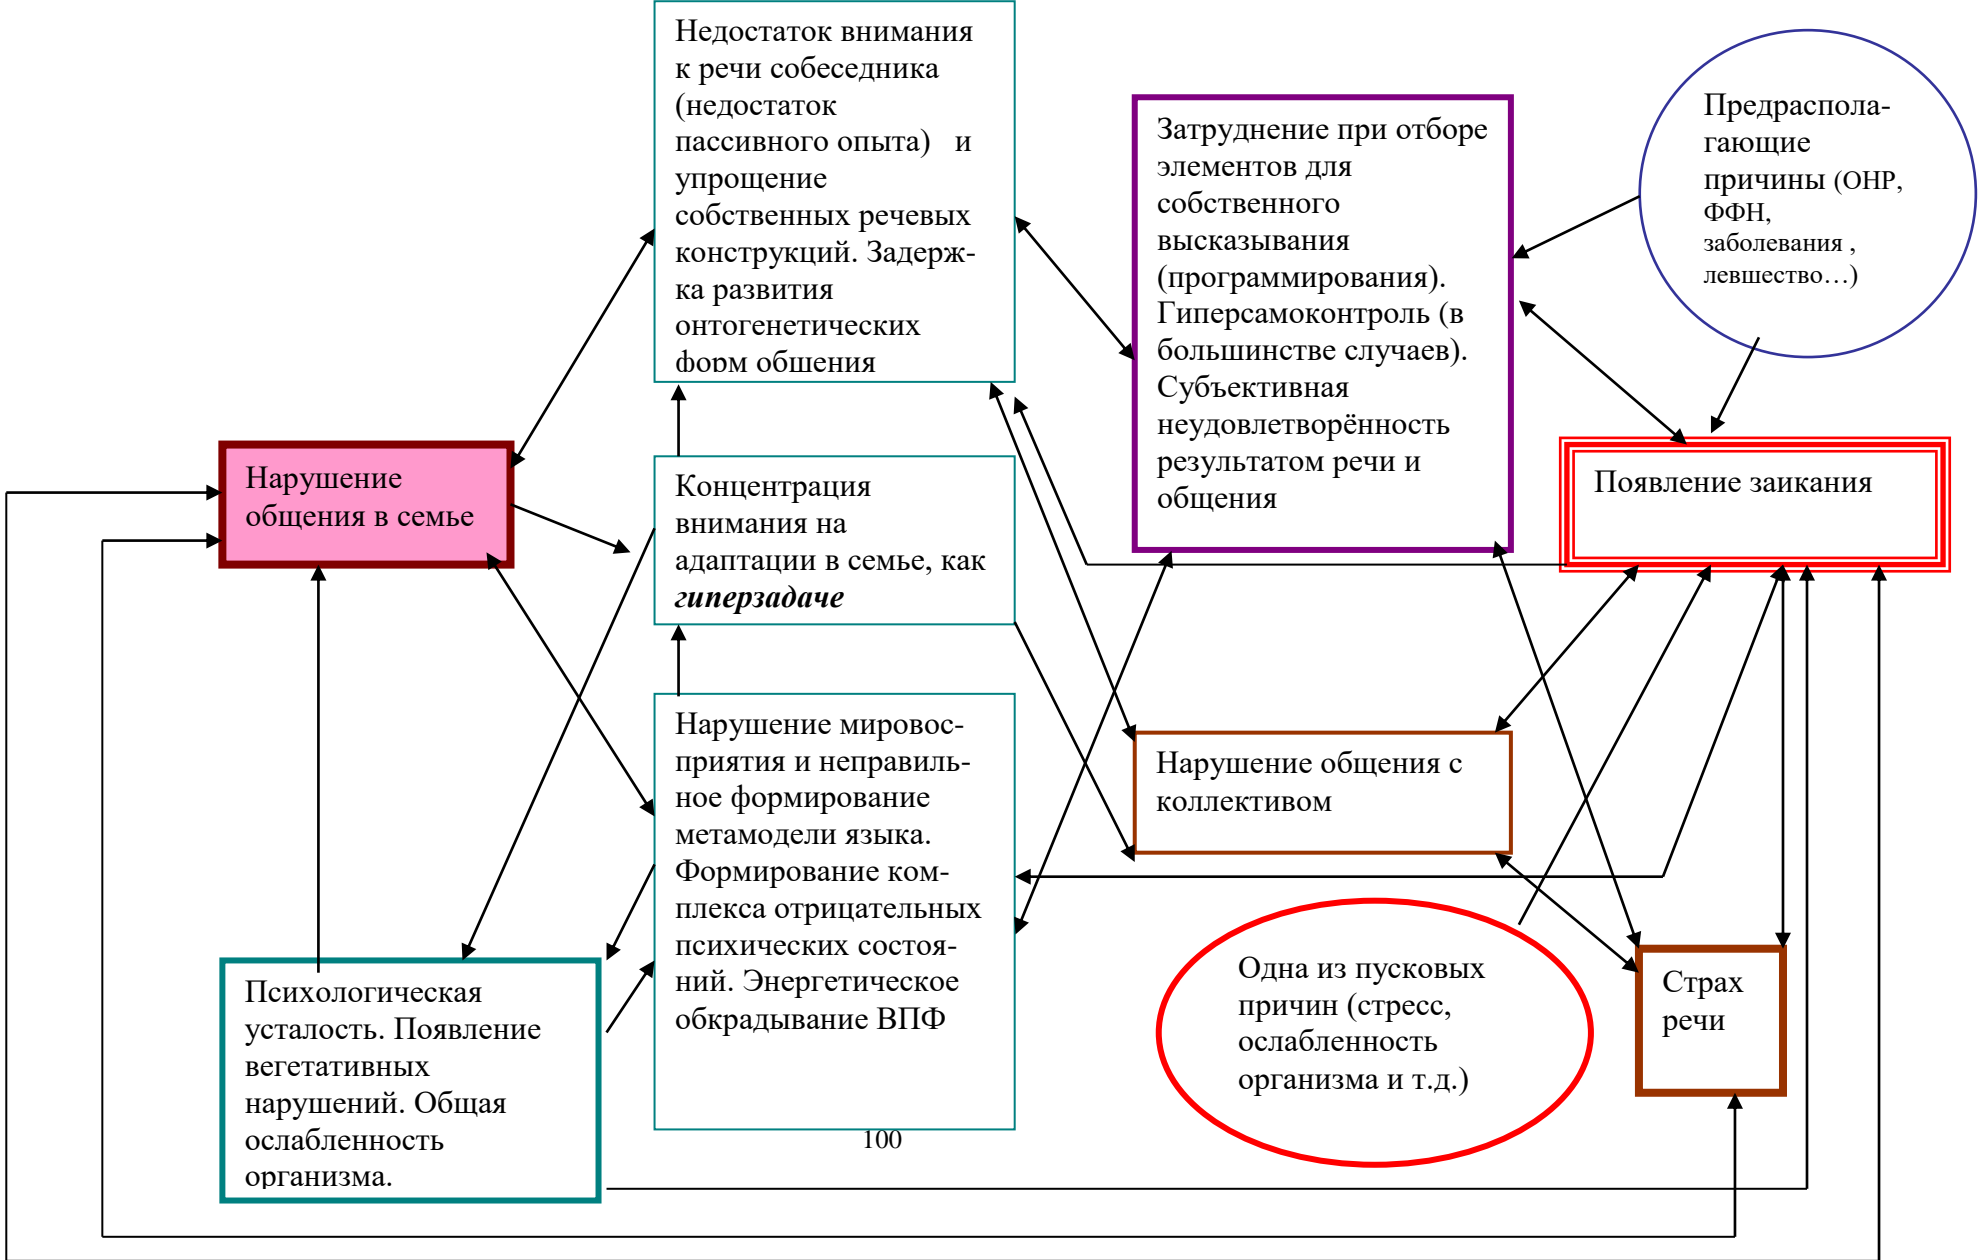 Недостаток внимания
к речи собеседника
(недостаток
пассивного опыта) и
упрощение
собственных речевых
конструкций. Задерж-
ка развития
онтогенетических
форм общения
Затруднение при отборе
элементов для
собственного
высказывания
(программирования).
Гиперсамоконтроль (в
большинстве случаев).
Субъективная
неудовлетворённость
результатом речи и
общения
Предраспола-
гающие
причины (ОНР,
ФФН,
заболевания ,
левшество…)
Нарушение
общения в семье
Концентрация
внимания на
адаптации в семье, как
гиперзадаче
Появление заикания
Нарушение мировос-
приятия и неправиль-
ное формирование
метамодели языка.
Формирование ком-
плекса отрицательных
психических состоя-
ний. Энергетическое
обкрадывание ВПФ
Нарушение общения с
коллективом
Психологическая
усталость. Появление
вегетативных
нарушений. Общая
ослабленность
организма.
Одна из пусковых
причин (стресс,
ослабленность
организма и т.д.)
Страх
речи
100